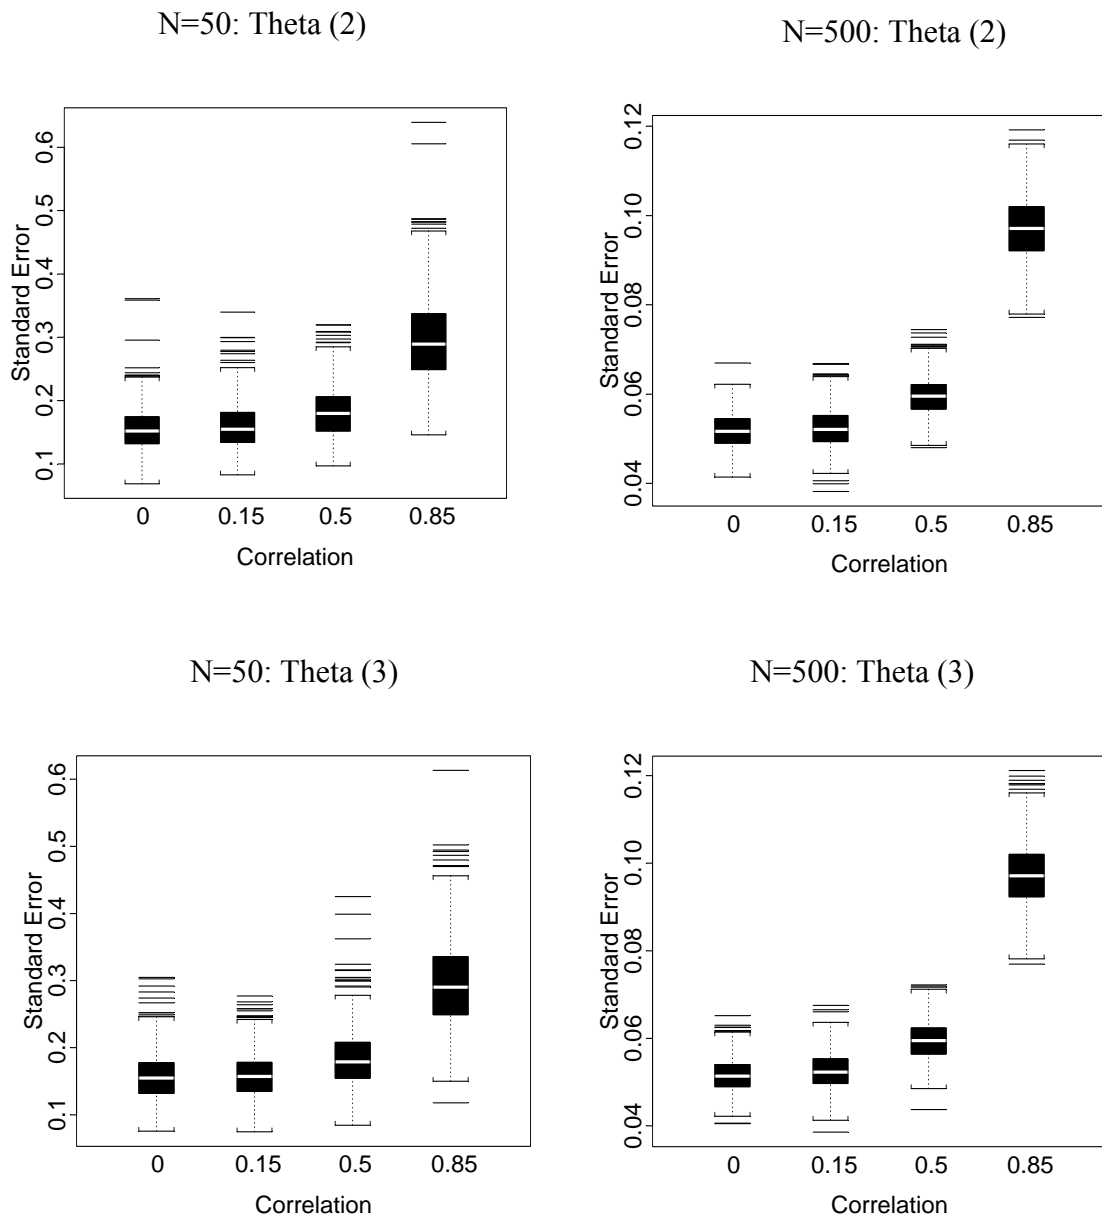 N=50: Theta (2)
Standard Error
0.6
0.5
0.4
0.3
0.2
0.1
0 0.15 0.5 0.85
Correlation
N=500: Theta (2)
Standard Error
0.12
0.10
0.08
0.06
0.04
0 0.15 0.5 0.85
Correlation
N=50: Theta (3)
Standard Error
0.6
0.5
0.4
0.3
0.2
0.1
0 0.15 0.5 0.85
Correlation
N=500: Theta (3)
Standard Error
0.12
0.10
0.08
0.06
0.04
0 0.15 0.5 0.85
Correlation